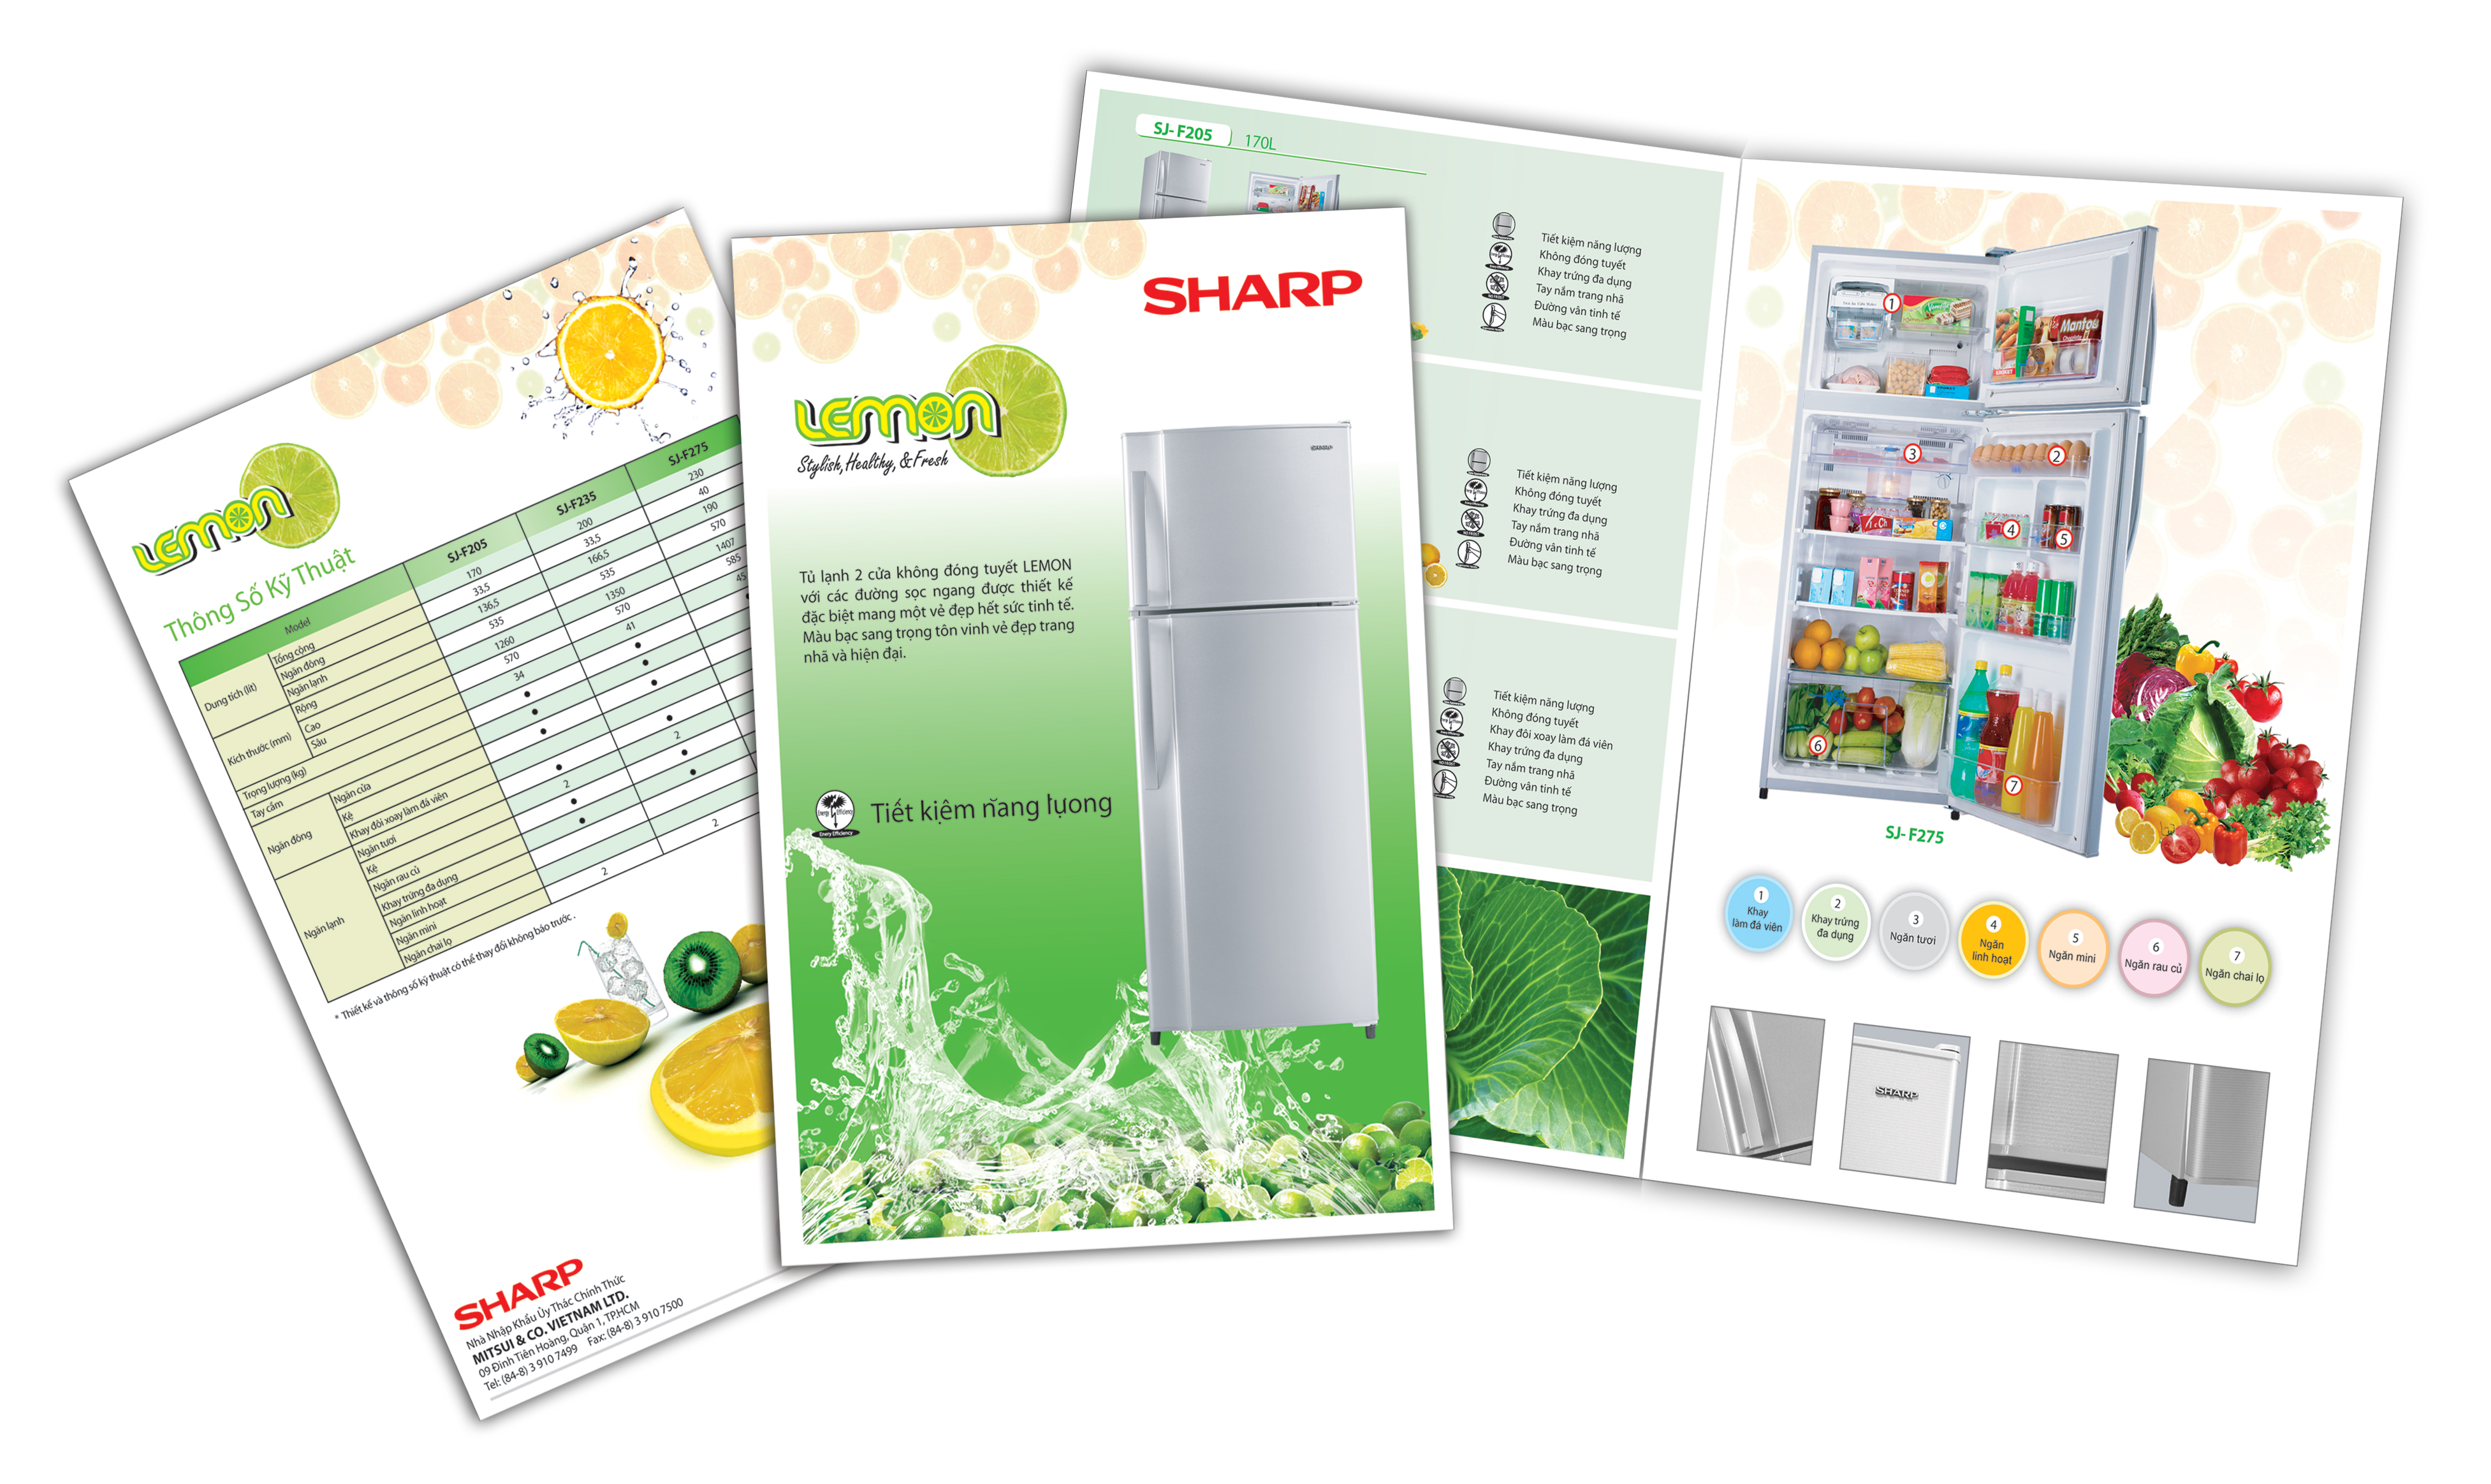 LEMON
Thông Số Kỹ Thuật
Model SJ-F205 SJ-F235 SJ-F275
Dung tích (lít) Tổng cộng 170 200 230
Ngăn đông 33,5 33,5 40
Ngăn lạnh 136,5 166,5 190
Kích thước (mm) Rộng 535 535 570
Cao 1260 1350 1407
Sâu 570 570 585
Trọng lượng (kg) 34 41 45
Tay cầm ● ●
Ngăn đông Ngăn cửa ● ●
Kệ ● ●
Khay đôi xoay làm đá viên
Ngăn lạnh Ngăn tươi ● ●
Kệ 2 2
Ngăn rau củ ● ●
Khay trứng đa dụng ● ●
Ngăn linh hoạt
Ngăn mini
Ngăn chai lọ 2 2
* Thiết kế và thông số kỹ thuật có thể thay đổi không báo trước.
SHARP
Nhà Nhập Khẩu Ủy Thác Chính Thức
MITSUI & CO. VIETNAM LTD.
09 Đinh Tiên Hoàng, Quận 1, TP.HCM
Tel: (84-8) 3 910 7499 Fax: (84-8) 3 910 7500
SHARP
LEMON
Stylish, Healthy, & Fresh
Tủ lạnh 2 cửa không đóng tuyết LEMON
với các đường sọc ngang được thiết kế
đặc biệt mang một vẻ đẹp hết sức tinh tế.
Màu bạc sang trọng tôn vinh vẻ đẹp trang
nhã và hiện đại.
Energy Efficiency
Enery Efficiency
Tiết kiệm năng lượng
SJ- F205 170L
Tiết kiệm năng lượng
Không đóng tuyết
Khay trứng đa dụng
Tay nắm trang nhã
Đường vân tinh tế
Màu bạc sang trọng
Tiết kiệm năng lượng
Không đóng tuyết
Khay trứng đa dụng
Tay nắm trang nhã
Đường vân tinh tế
Màu bạc sang trọng
Tiết kiệm năng lượng
Không đóng tuyết
Khay đôi xoay làm đá viên
Khay trứng đa dụng
Tay nắm trang nhã
Đường vân tinh tế
Màu bạc sang trọng
1
Mantou
3
2
4
5
6
7
SJ- F275
1
Khay
làm đá viên
2
Khay trứng
đa dụng
3
Ngăn tươi
4
Ngăn
linh hoạt
5
Ngăn mini
6
Ngăn rau củ
7
Ngăn chai lọ
SHARP